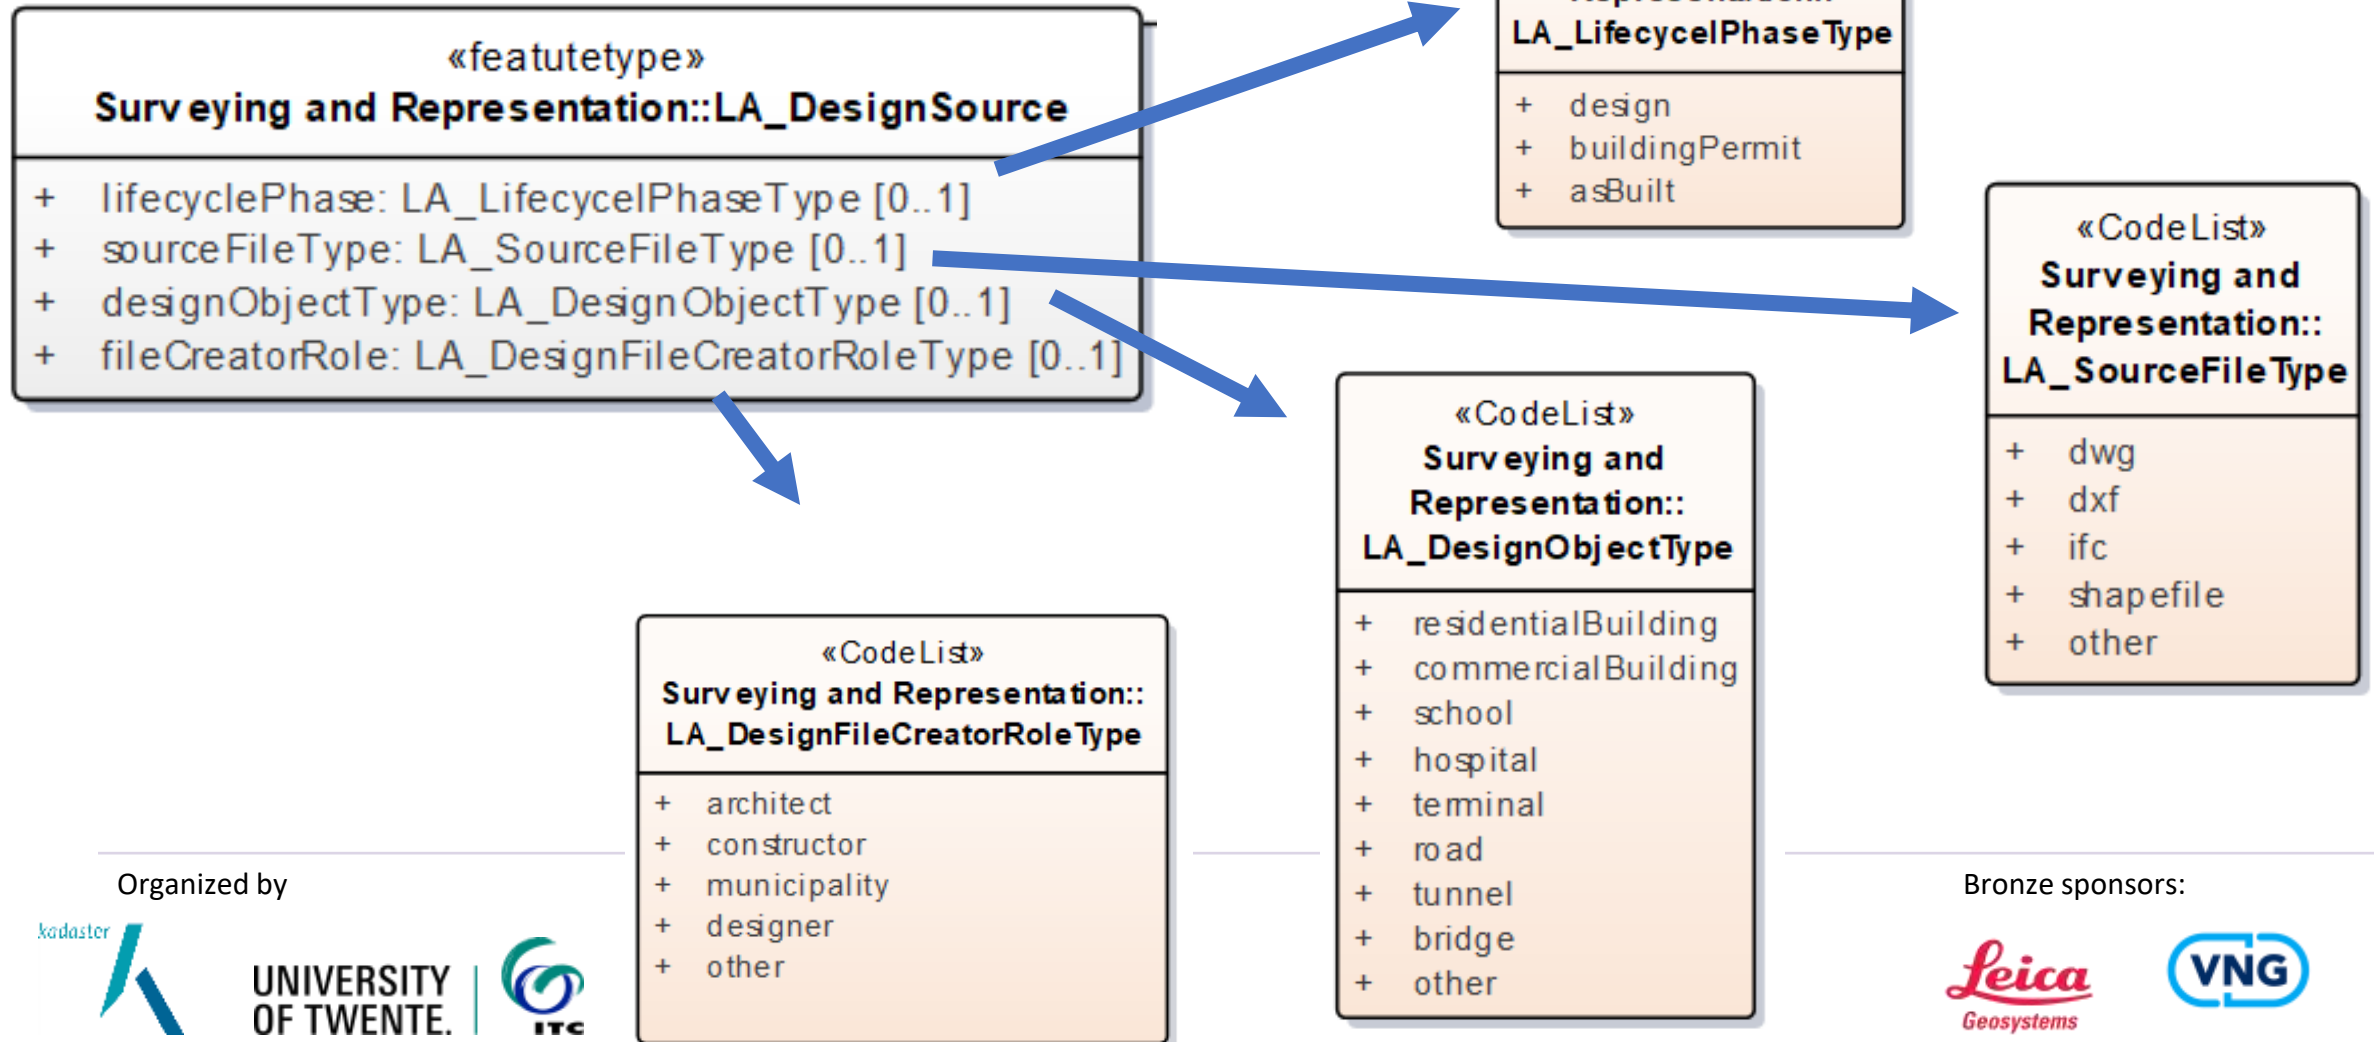 «featutetype»
Surveying and Representation::LA_DesignSource
+ lifecyclePhase: LA_LifecycelPhaseType [0..1]
+ sourceFileType: LA_SourceFileType [0..1]
+ designObjectType: LA_DesignObjectType [0..1]
+ fileCreatorRole: LA_DesignFileCreatorRoleType [0..1]
LA_LifecycelPhaseType
+ design
+ buildingPermit
+ asBuilt
«CodeList»
Surveying and
Representation::
LA_SourceFileType
+ dwg
+ dxf
+ ifc
+ shapefile
+ other
«CodeList»
Surveying and
Representation::
LA_DesignObjectType
+ residentialBuilding
+ commercialBuilding
+ school
+ hospital
+ terminal
+ road
+ tunnel
+ bridge
+ other
«CodeList»
Surveying and Representation::
LA_DesignFileCreatorRoleType
+ architect
+ constructor
+ municipality
+ designer
+ other
Organized by
kadaster
UNIVERSITY
OF TWENTE.
ITC
Bronze sponsors:
Leica
Geosystems
VNG